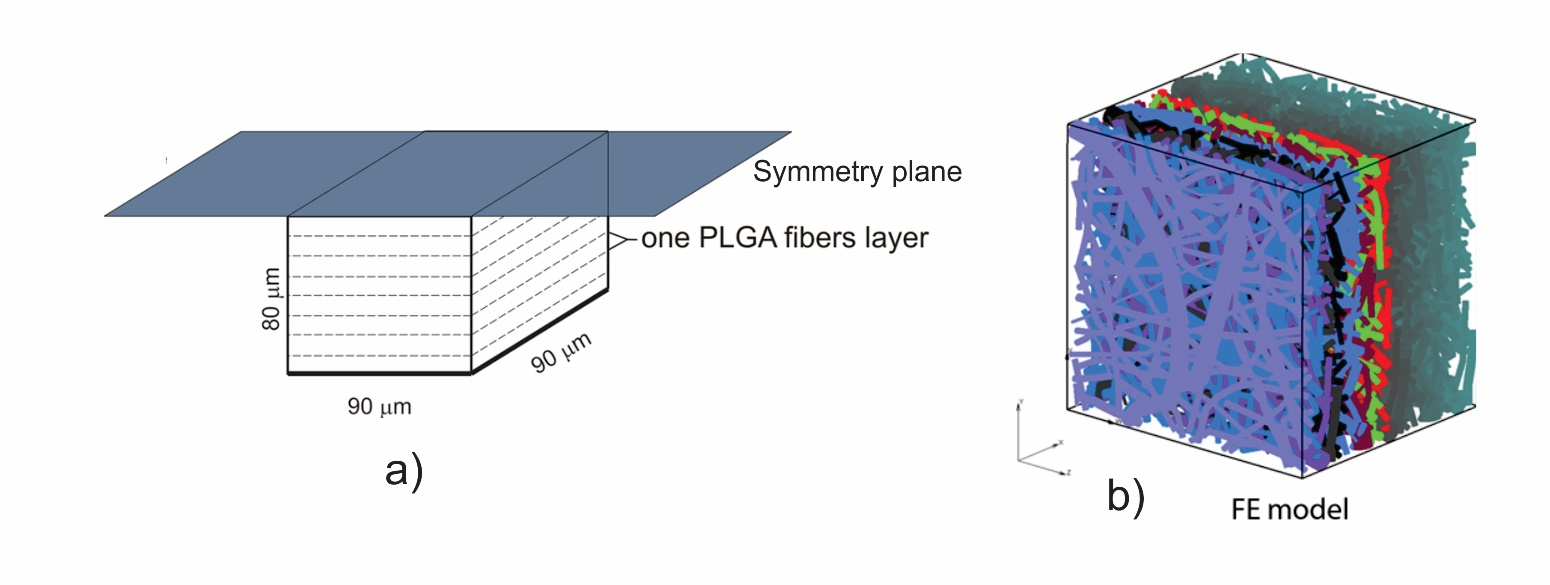 Symmetry plane
one PLGA fibers layer
80 μm
90 μm
90 μm
a)
Y
X
Z
b)
FE model